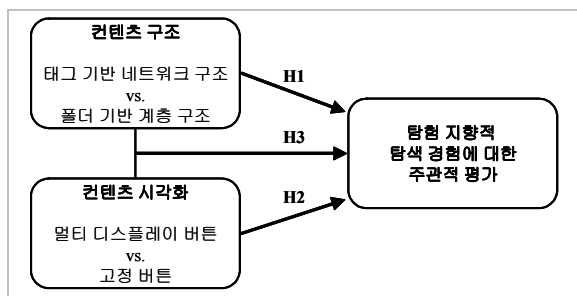 컨텐츠 구조
태그 기반 네트워크 구조
vs.
폴더 기반 계층 구조
H1
H3
탐험 지향적
탐색 경험에 대한
주관적 평가
컨텐츠 시각화
H2
멀티 디스플레이 버튼
vs.
고정 버튼